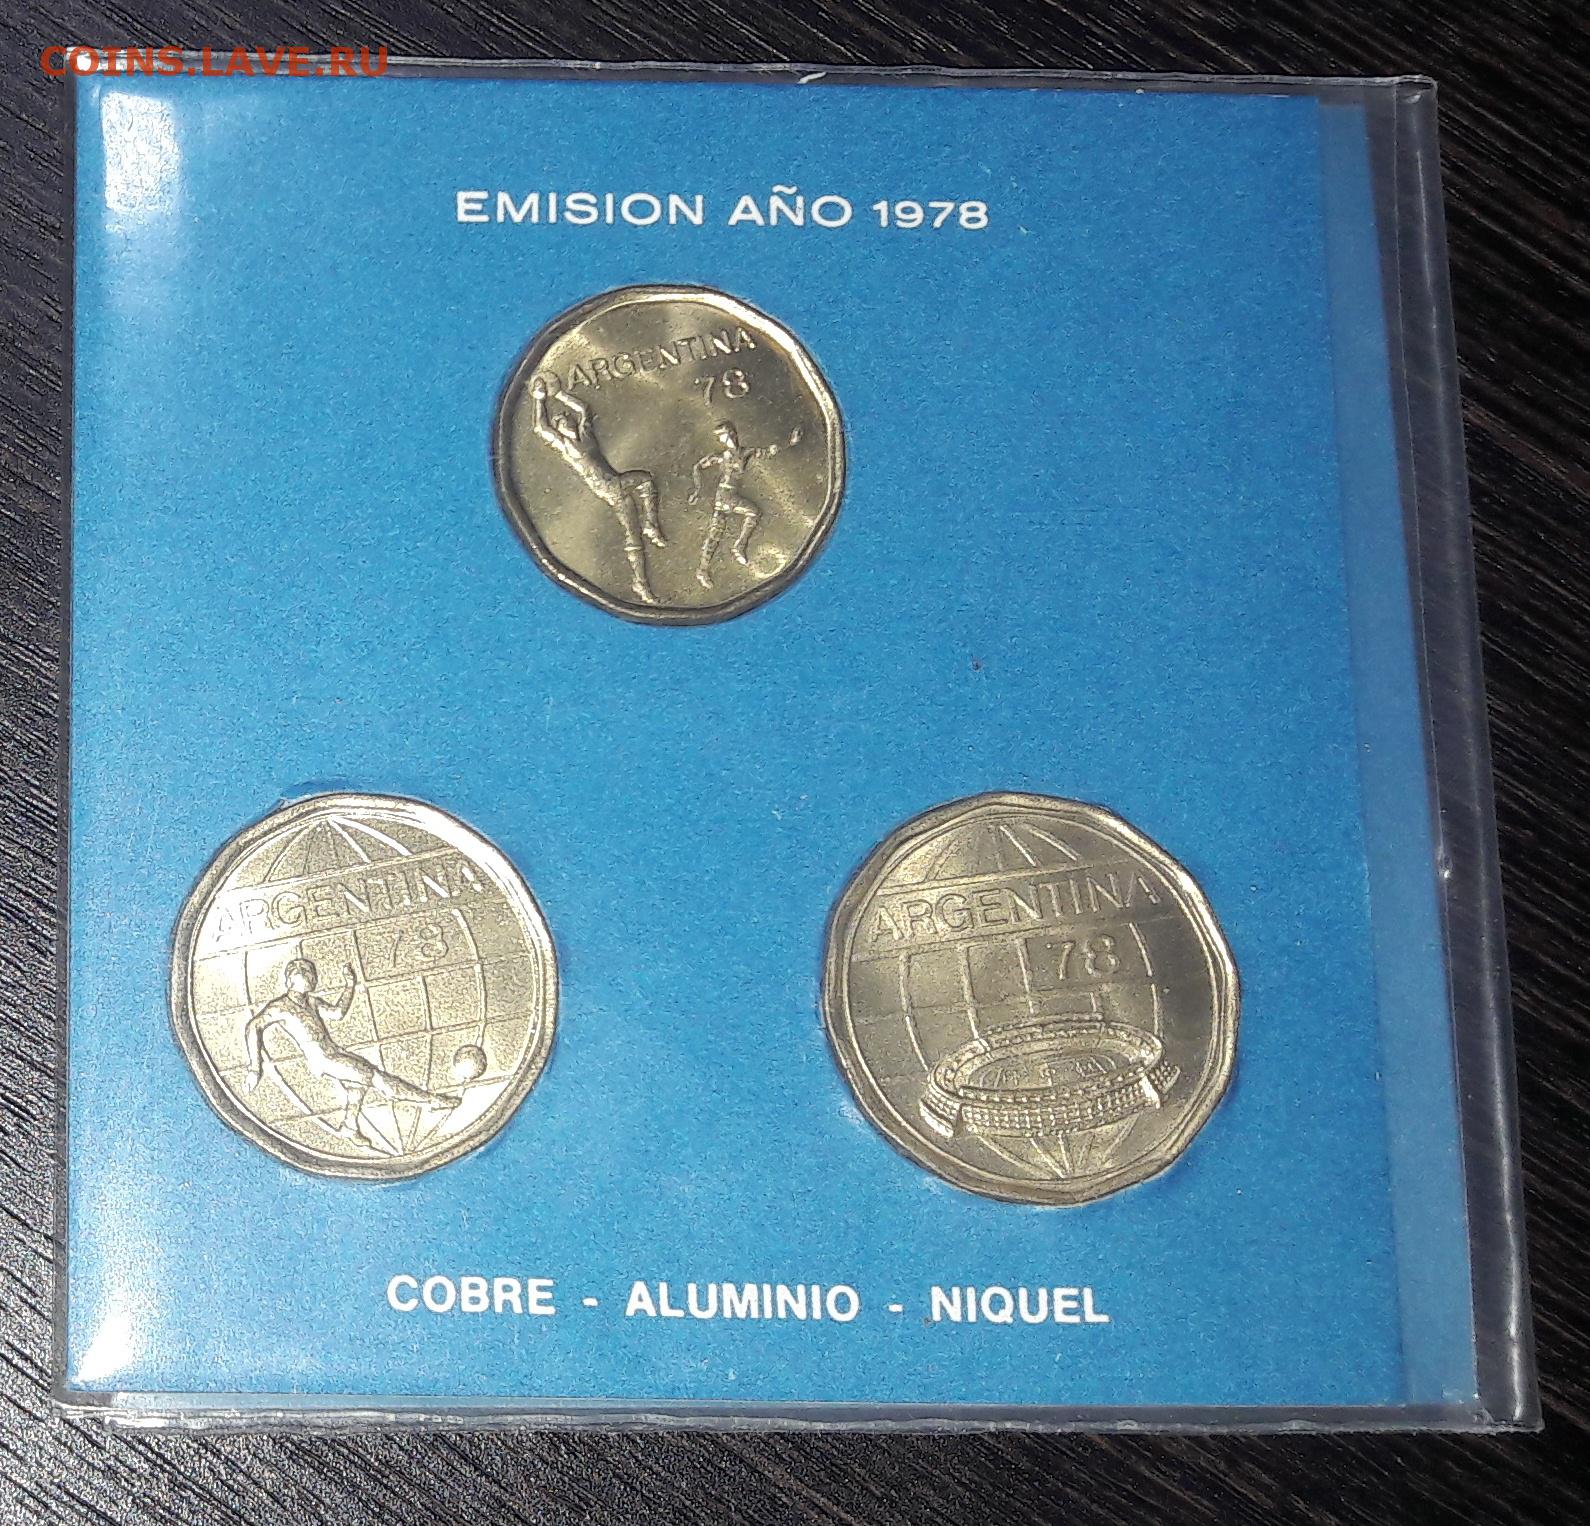 COINS.LAVE.RU
EMISION AÑO 1978
ARGENTINA
78
ARGENTINA
78
ARGENTINA
78
COBRE - ALUMINIO - NIQUEL